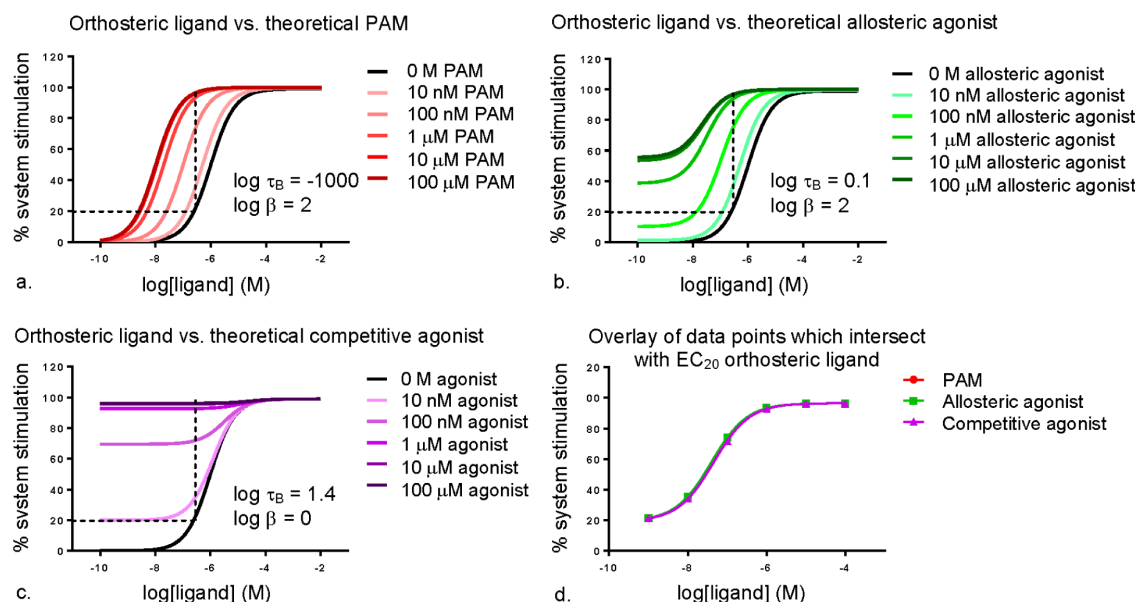 Orthosteric ligand vs. theoretical PAM
% system stimulation
120
100
80
60
40
20
0
-10 -8 -6 -4 -2
log[ligand] (M)
0 M PAM
10 nM PAM
100 nM PAM
1 μM PAM
10 μM PAM
100 μM PAM
log τB = -1000
log β = 2
a.
Orthosteric ligand vs. theoretical allosteric agonist
% system stimulation
120
100
80
60
40
20
0
-10 -8 -6 -4 -2
log[ligand] (M)
0 M allosteric agonist
10 nM allosteric agonist
100 nM allosteric agonist
1 μM allosteric agonist
10 μM allosteric agonist
100 μM allosteric agonist
log τB = 0.1
log β = 2
b.
Orthosteric ligand vs. theoretical competitive agonist
% system stimulation
120
100
80
60
40
20
0
-10 -8 -6 -4 -2
log[ligand] (M)
0 M agonist
10 nM agonist
100 nM agonist
1 μM agonist
10 μM agonist
100 μM agonist
log τB = 1.4
log β = 0
c.
Overlay of data points which intersect
with EC20 orthosteric ligand
% system stimulation
20
00
80
60
40
20
0
-10 -8 -6 -4 -2
log[ligand] (M)
PAM
Allosteric agonist
Competitive agonist
d.